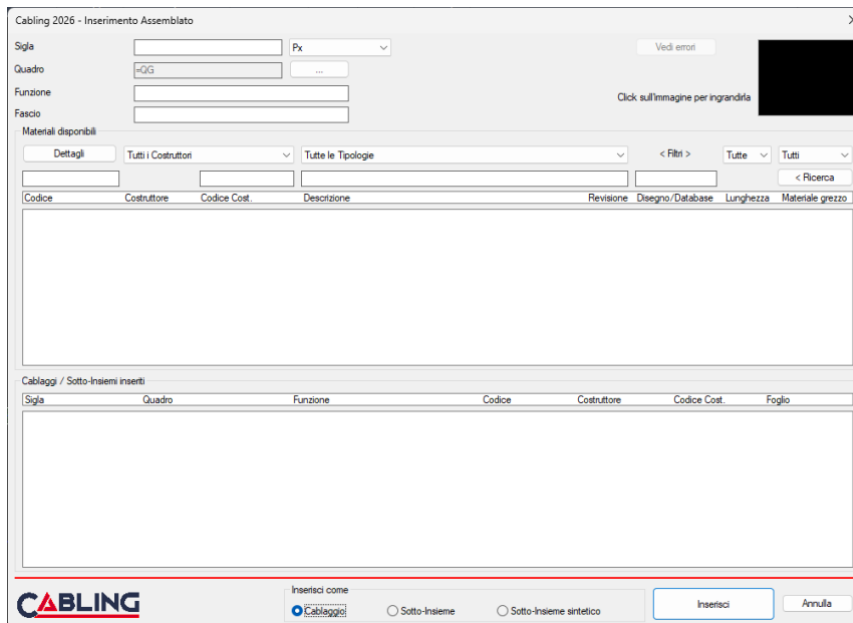 Cabling 2026 - Inserimento Assemblato
Sigla Px Vedi errori
Quadro =QG ...
Funzione
Click sull'immagine per ingrandirla
Fascio
Materiali disponibili
Dettagli Tutti i Costruttori Tutte le Tipologie < Filtri > Tutte Tutti
< Ricerca
Codice Costruttore Codice Cost. Descrizione Revisione Disegno/Database Lunghezza Materiale grezzo
Cablaggi / Sotto-Insiemi inseriti
Sigla Quadro Funzione Codice Costruttore Codice Cost. Foglio
Inserisci come
CABLING Cablaggio Sotto-Insieme Sotto-Insieme sintetico Inserisci Annulla